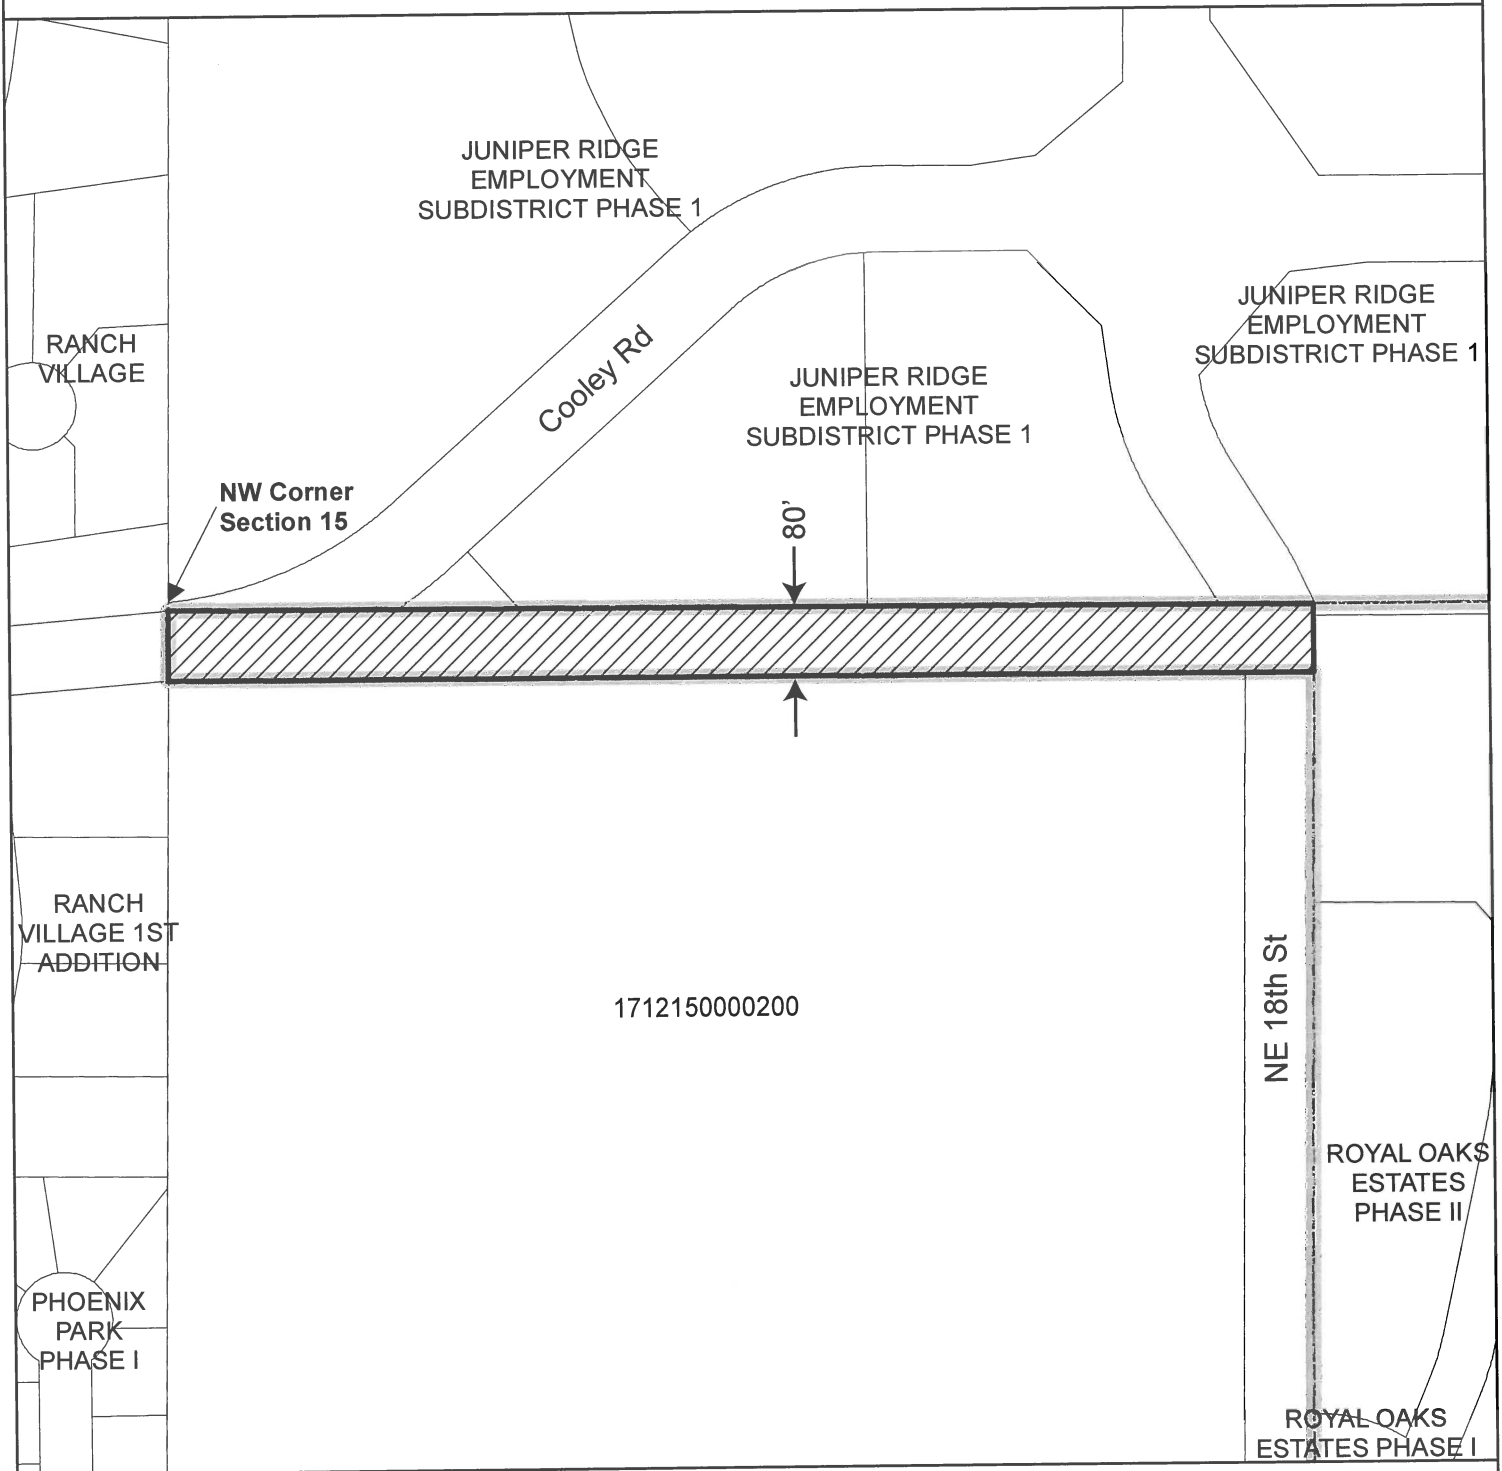 JUNIPER RIDGE
EMPLOYMENT
SUBDISTRICT PHASE 1
JUNIPER RIDGE
EMPLOYMENT
SUBDISTRICT PHASE 1
RANCH
VILLAGE
Cooley Rd
JUNIPER RIDGE
EMPLOYMENT
SUBDISTRICT PHASE 1
NW Corner
Section 15
80'
RANCH
VILLAGE 1ST
ADDITION
1712150000200
NE 18th St
ROYAL OAKS
ESTATES
PHASE II
PHOENIX
PARK
PHASE I
ROYAL OAKS
ESTATES PHASE I